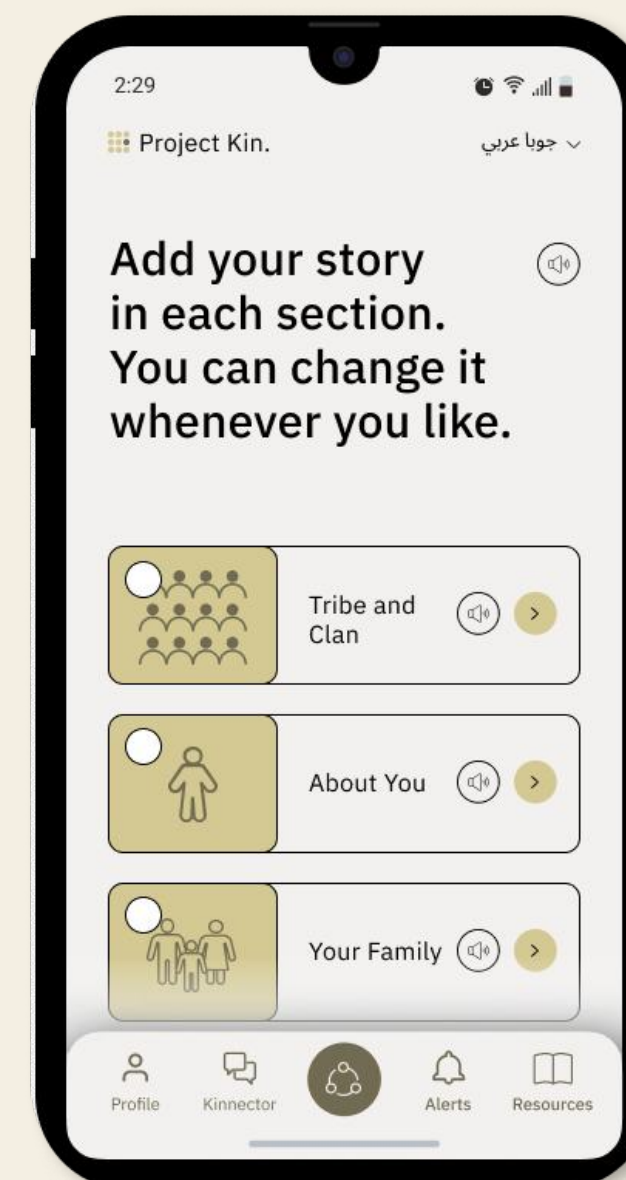 2:29
Project Kin.
جوبا عربي
Add your story
in each section.
You can change it
whenever you like.
Tribe and
Clan
About You
Your Family
Profile
Kinnector
Alerts
Resources